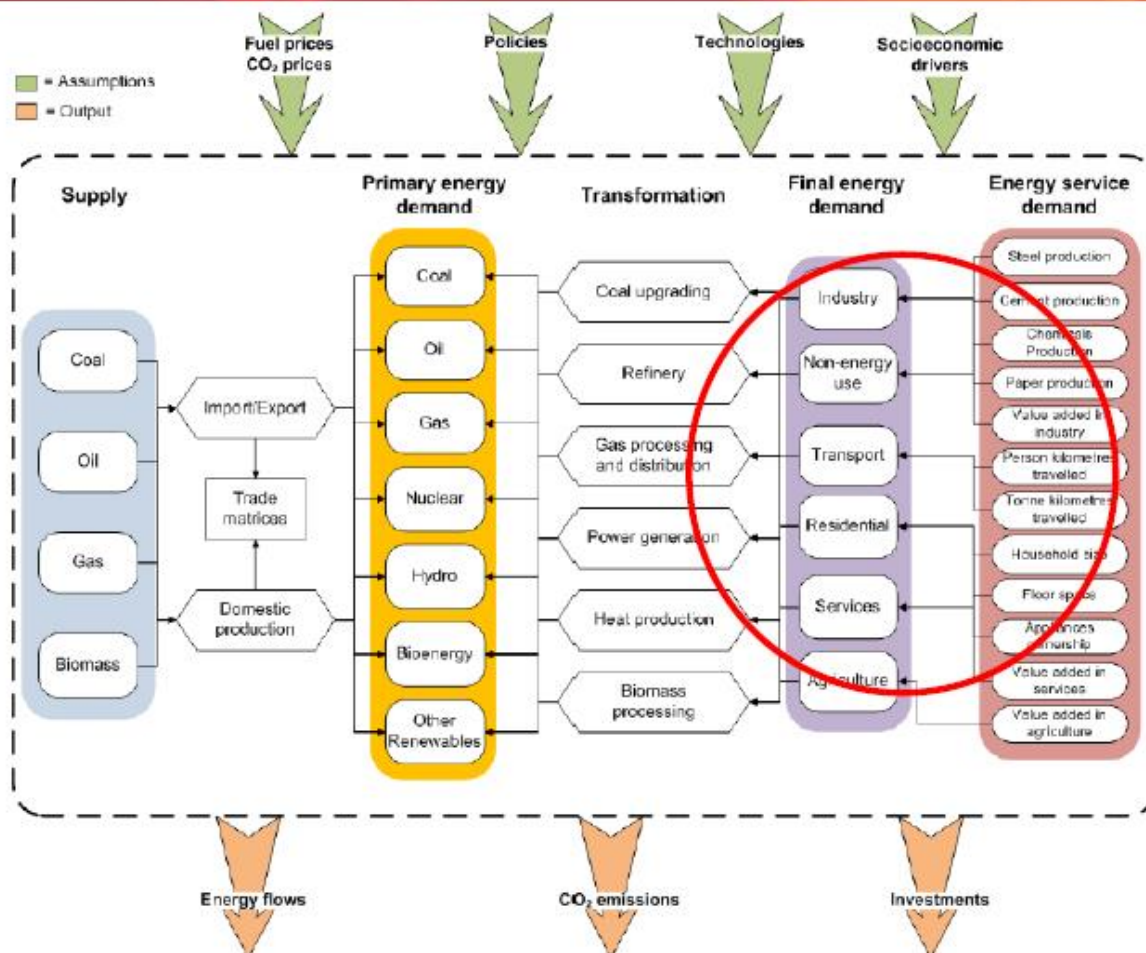 Fuel prices
CO₂ prices
Policies
Technologies
Socioeconomic
drivers
= Assumptions
= Output
Supply
Primary energy
demand
Transformation
Final energy
demand
Energy service
demand
Coal
Oil
Gas
Biomass
Import/Export
Trade
matrices
Domestic
production
Coal
Oil
Gas
Nuclear
Hydro
Bioenergy
Other
Renewables
Coal upgrading
Refinery
Gas processing
and distribution
Power generation
Heat production
Biomass
processing
Industry
Non-energy
use
Transport
Residential
Services
Agriculture
Steel production
Cement production
Chemicals
Production
Paper production
Value added in
industry
Person kilometres
travelled
Tonne kilometres
travelled
Household size
Floor space
Appliances
ownership
Value added in
services
Value added in
agriculture
Energy flows
CO₂ emissions
Investments